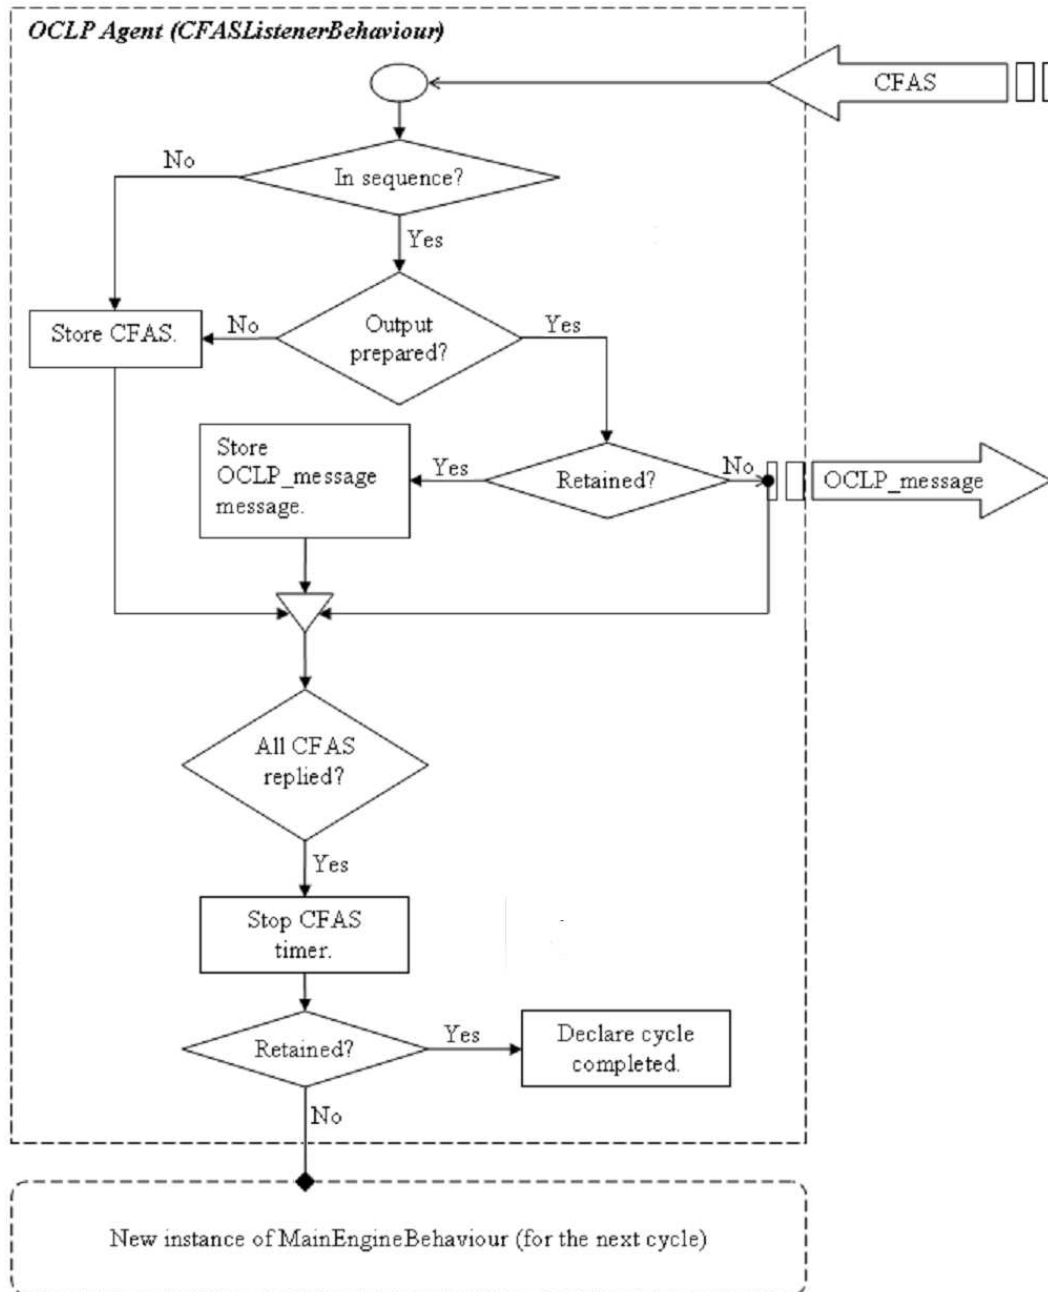 OCLP Agent (CFASListenerBehaviour)
CFAS
No
In sequence?
Yes
Store CFAS.
No
Output
prepared?
Yes
Store
OCLP_message
message.
Yes
Retained?
No
OCLP_message
All CFAS
replied?
Yes
Stop CFAS
timer.
Retained?
Yes
Declare cycle
completed.
No
New instance of MainEngineBehaviour (for the next cycle)